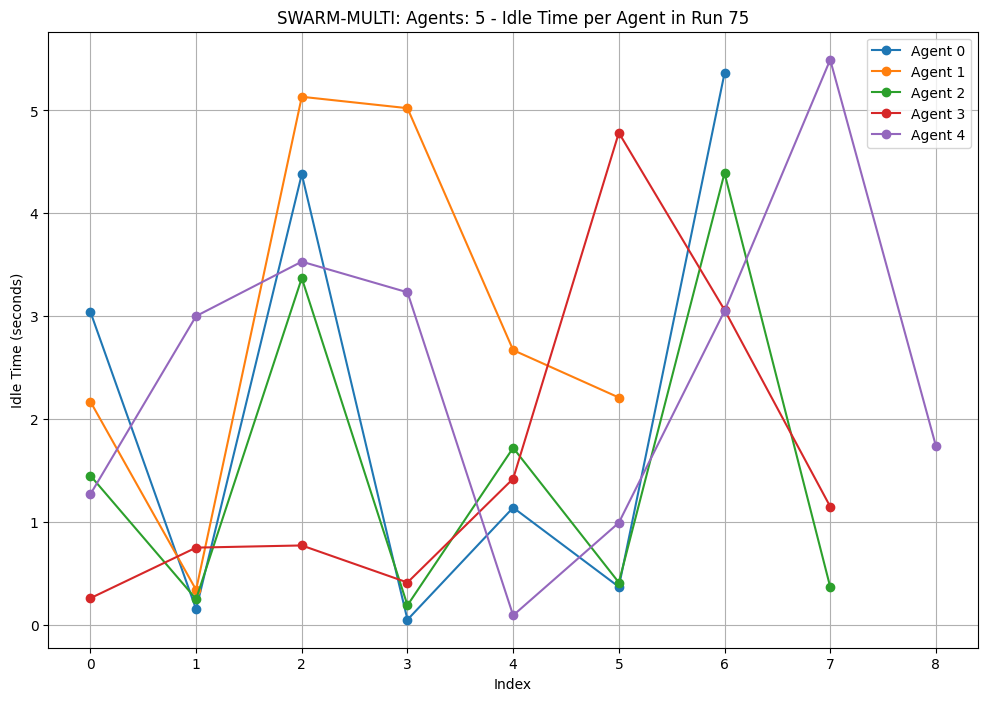 SWARM-MULTI: Agents: 5 - Idle Time per Agent in Run 75
Agent 0
Agent 1
Agent 2
Agent 3
Agent 4
Idle Time (seconds)
5
4
3
2
1
0
0 1 2 3 4 5 6 7 8
Index